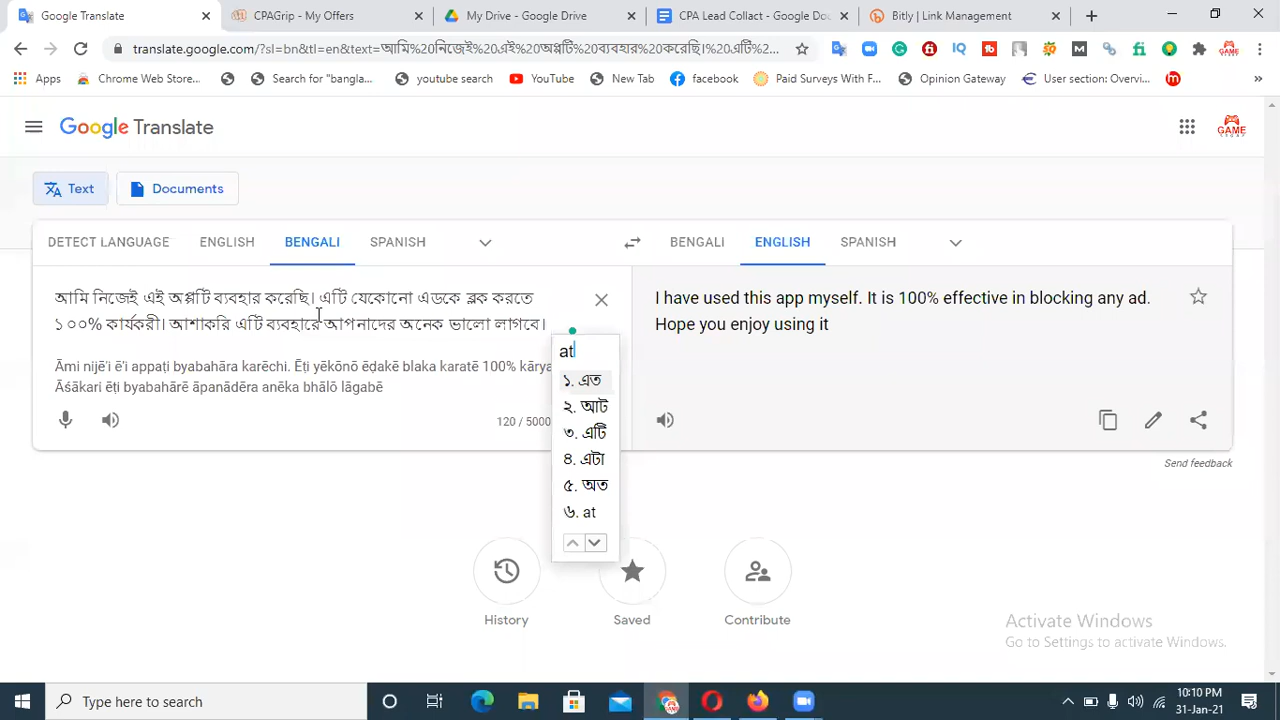 Google Translate
CPAGrip - My Offers
My Drive - Google Drive
CPA Lead Collact - Google Doc
Bitly | Link Management
translate.google.com/?sl=bn&tl=en&text=আমি%20নিজেই%20এই%20অপ্পটি%20ব্যবহার%20করেছি।%20এটি%2...
Apps
Chrome Web Store...
Search for "bangla...
youtube search
YouTube
New Tab
facebook
Paid Surveys With F...
Opinion Gateway
User section: Overvi...
Google Translate
GAME
Text
Documents
DETECT LANGUAGE
ENGLISH
BENGALI
SPANISH
BENGALI
ENGLISH
SPANISH
আমি নিজেই এই অপ্পটি ব্যবহার করেছি। এটি যেকোনো এডকে ব্লক করতে
১০০% কার্যকরী। আশাকরি এটি ব্যবহারে আপনাদের অনেক ভালো লাগবে।
Āmi nijē'i ē'i appaṭi byabahāra karēchi. Ēṭi yēkōnō ēḍakē blaka karatē 100% kārya
Āśākari ēṭi byabahārē āpanādēra anēka bhālō lāgabē
120 / 5000
I have used this app myself. It is 100% effective in blocking any ad.
Hope you enjoy using it
at
১. এত
২. আট
৩. এটি
৪. এটা
৫. অত
৬. at
Send feedback
History
Saved
Contribute
Activate Windows
Go to Settings to activate Windows.
Type here to search
10:10 PM
31-Jan-21